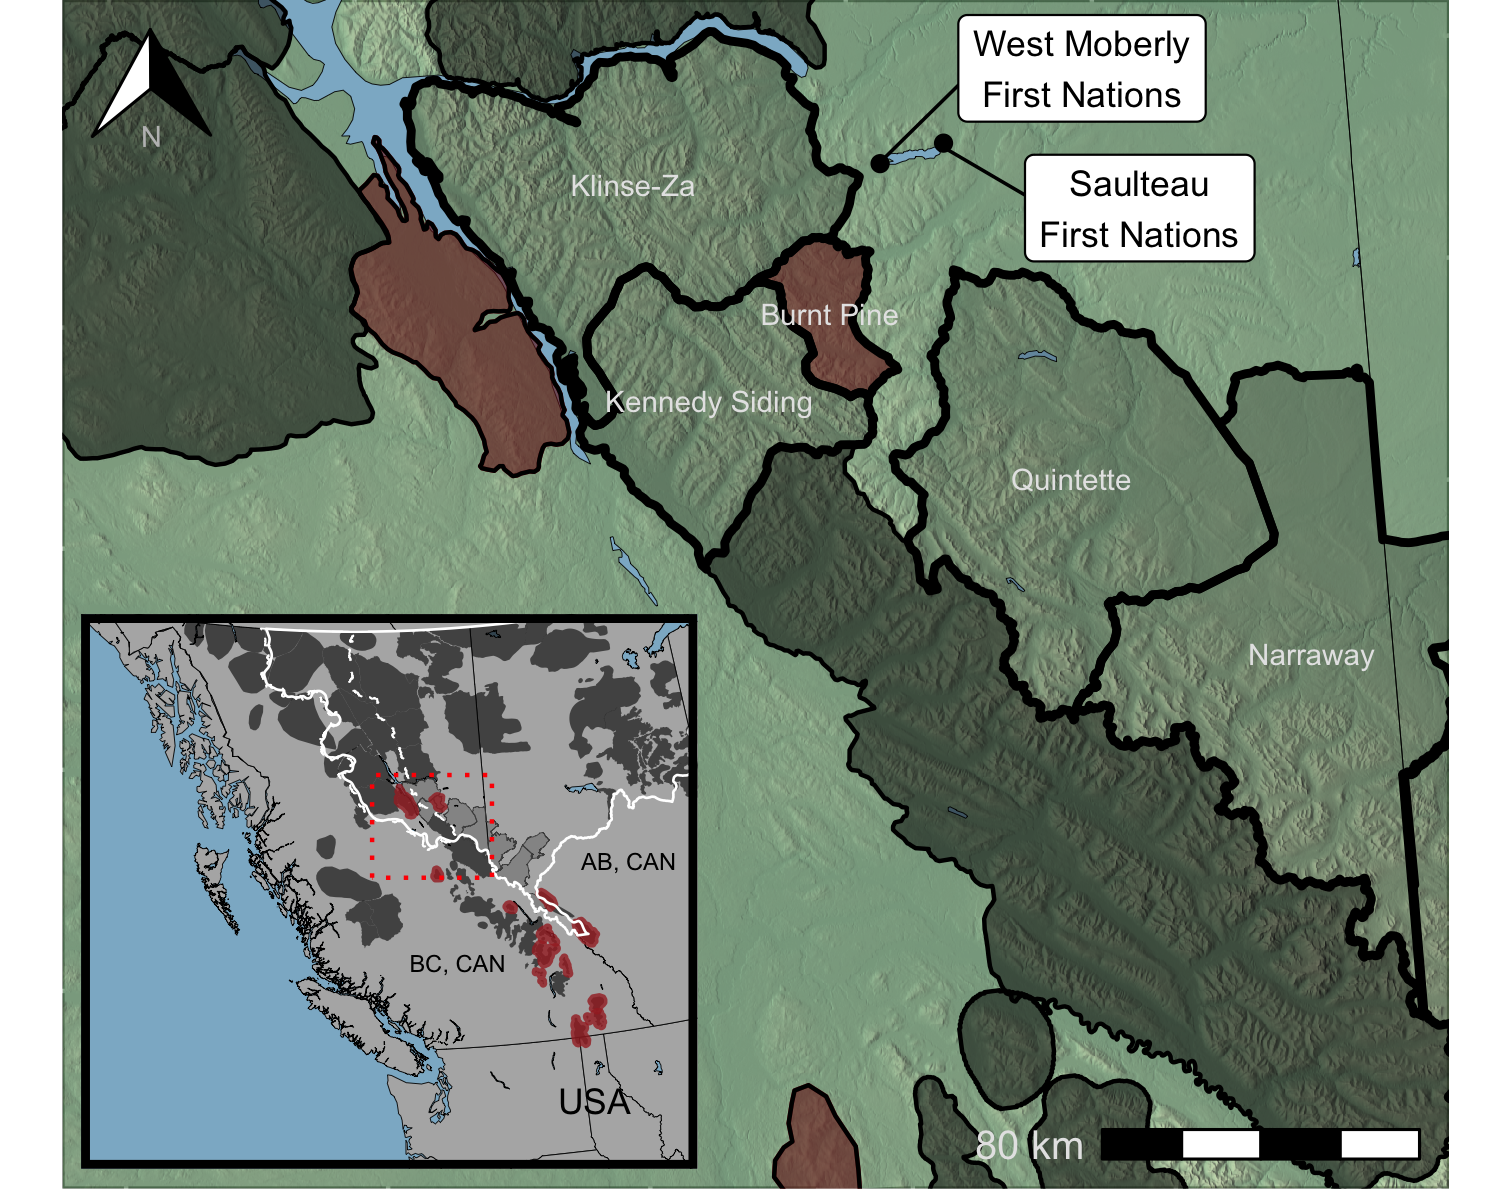 West Moberly
First Nations
N
Klinse-Za
Saulteau
First Nations
Burnt Pine
Kennedy Siding
Quintette
Narraway
AB, CAN
BC, CAN
USA
80 km